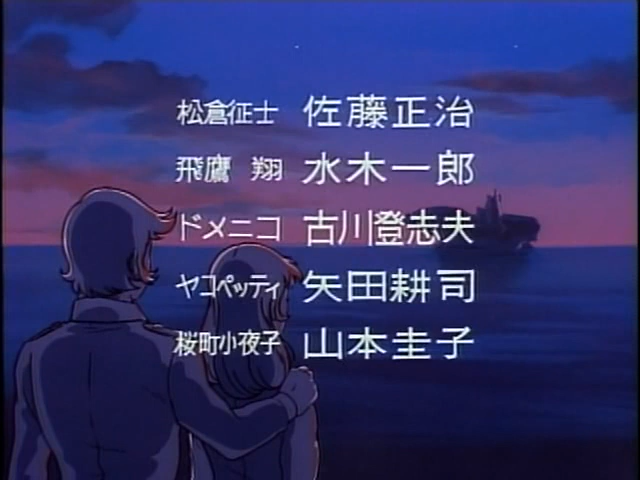 松倉征士 佐藤正治
飛鷹 翔 水木一郎
ドメニコ 古川登志夫
ヤコペッティ 矢田耕司
桜町小夜子 山本圭子